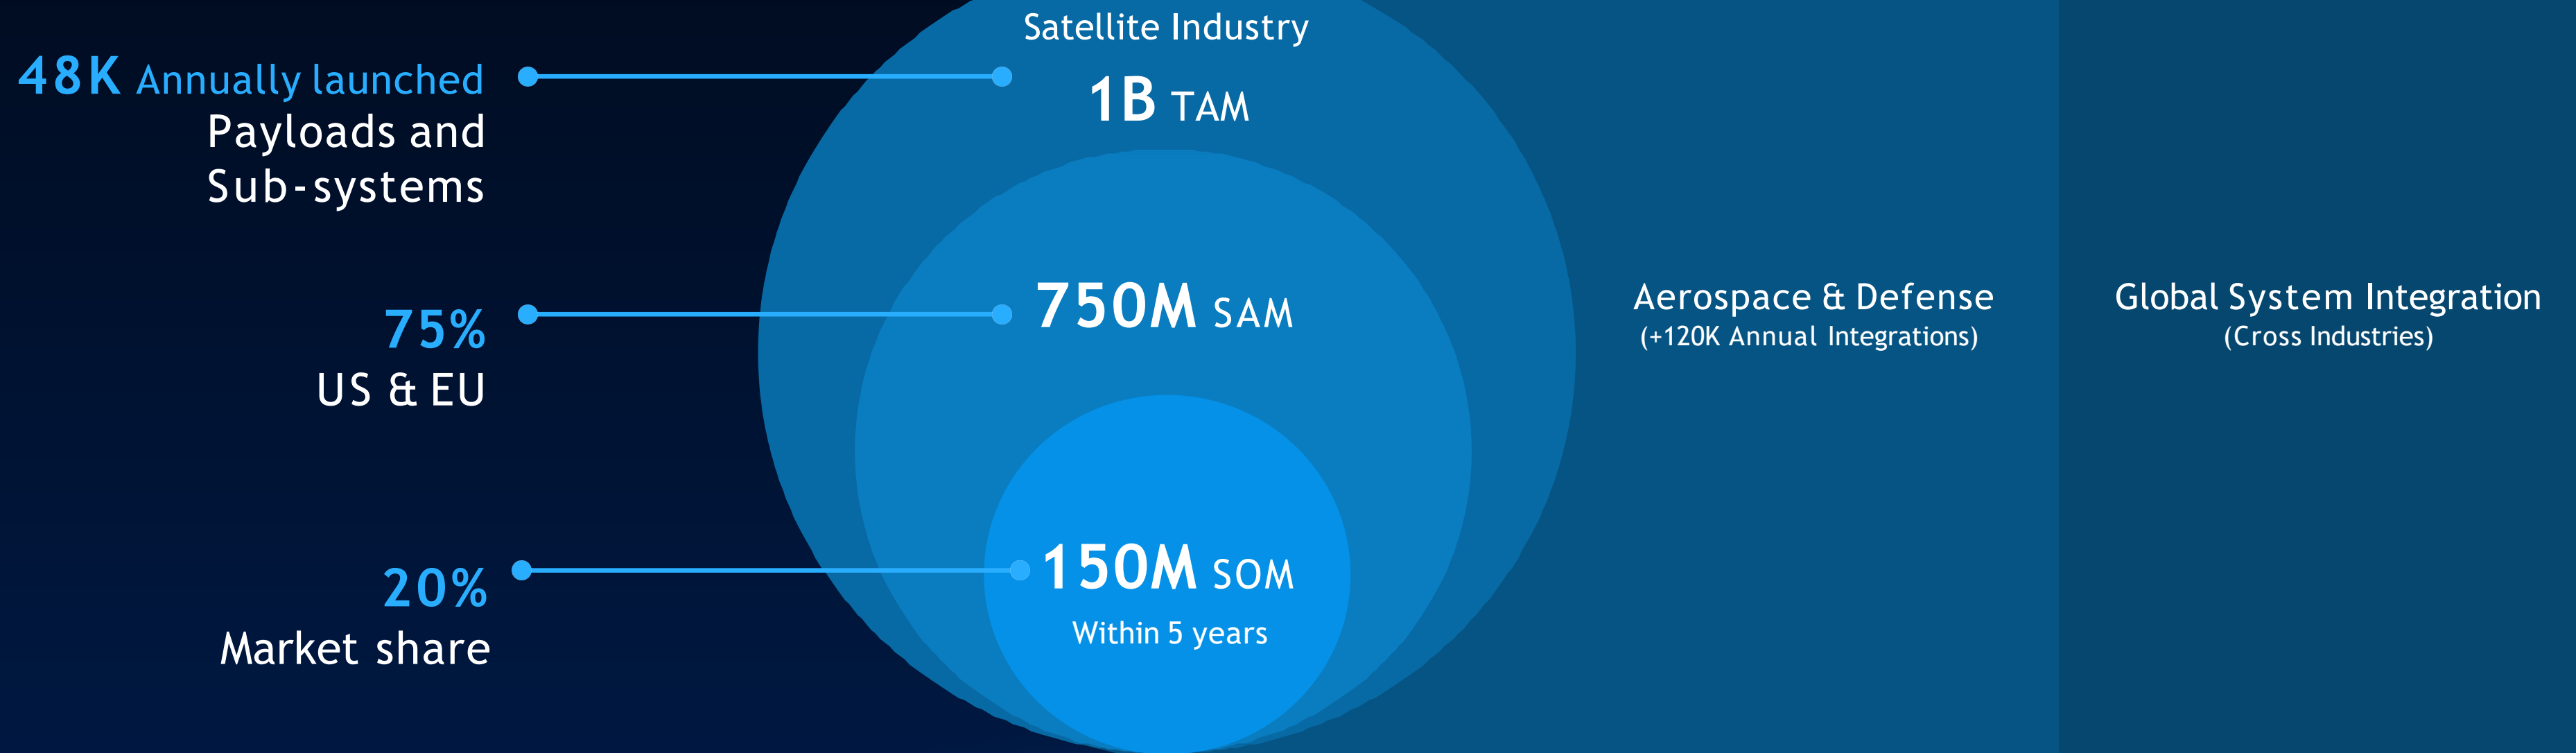 48K Annually launched
Payloads and
Sub-systems
75%
US & EU
20%
Market share
Satellite Industry
1B TAM
750M SAM
150M SOM
Within 5 years
Aerospace & Defense
(+120K Annual Integrations)
Global System Integration
(Cross Industries)